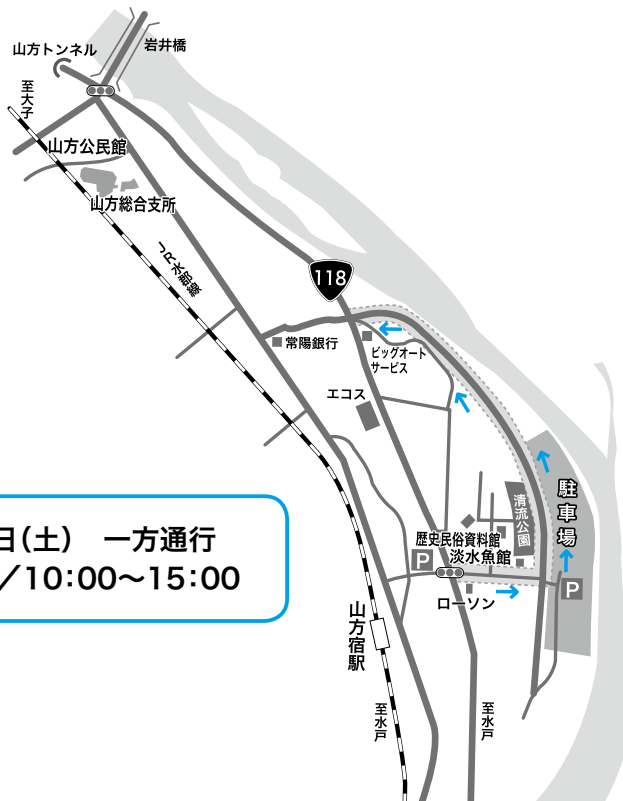 山方トンネル
岩井橋
至大子
山方公民館
山方総合支所
JR水郡線
118
常陽銀行
ビッグオート
サービス
エコス
清流公園
駐車場
日(土) 一方通行
/10:00〜15:00
歴史民俗資料館
淡水魚館
P
P
ローソン
山方宿駅
至水戸
至水戸